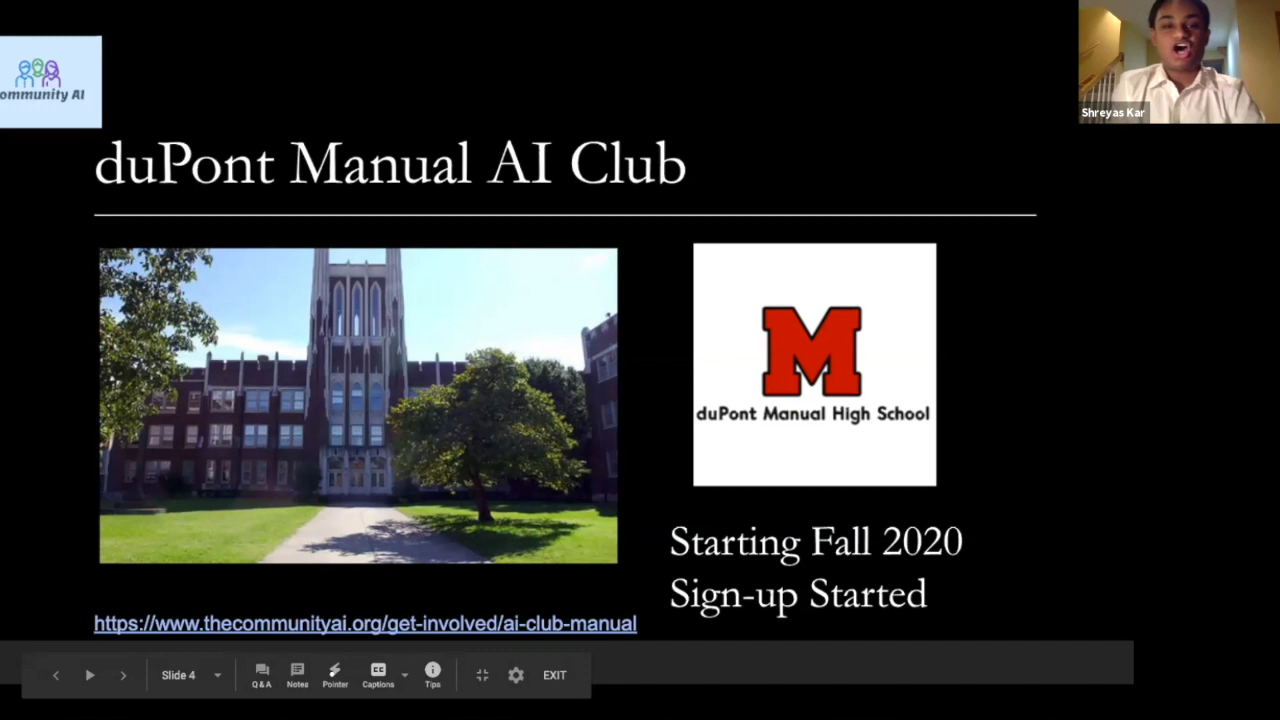 ommunity AI
Shreyas Kar
duPont Manual AI Club
M
duPont Manual High School
Starting Fall 2020
Sign-up Started
https://www.thecommunityai.org/get-involved/ai-club-manual
Slide 4
Q&A
Notes
Pointer
CC
Captions
Tips
EXIT